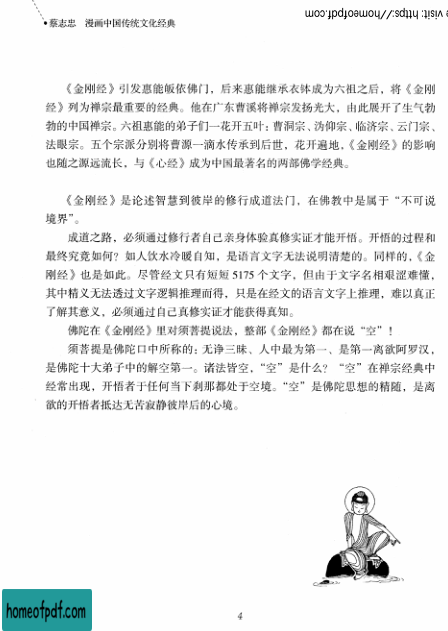 e visit: https://homeofpdf.com
·蔡志忠　漫画中国传统文化经典
《金刚经》引发惠能皈依佛门，后来惠能继承衣钵成为六祖之后，将《金
刚经》列为禅宗最重要的经典。他在广东曹溪将禅宗发扬光大，由此展开了生气勃
勃的中国禅宗。六祖惠能的弟子们一花开五叶：曹洞宗、沩仰宗、临济宗、云门宗、
法眼宗。五个宗派分别将曹源一滴水传承到后世，花开遍地，《金刚经》的影响
也随之源远流长，与《心经》成为中国最著名的两部佛学经典。
《金刚经》是论述智慧到彼岸的修行成道法门，在佛教中是属于“不可说
境界”。
成道之路，必须通过修行者自己亲身体验真修实证才能开悟。开悟的过程和
最终究竟如何？如人饮水冷暖自知，是语言文字无法说明清楚的。同样的，《金
刚经》也是如此。尽管经文只有短短 5175 个文字，但由于文字名相艰涩难懂，
其中精义无法透过文字逻辑推理而得，只是在经文的语言文字上推理，难以真正
了解其意义，必须通过自己真修实证才能获得真知。
佛陀在《金刚经》里对须菩提说法，整部《金刚经》都在说“空”！
须菩提是佛陀口中所称的：无诤三昧、人中最为第一、是第一离欲阿罗汉，
是佛陀十大弟子中的解空第一。诸法皆空，“空”是什么？“空”在禅宗经典中
经常出现，开悟者于任何当下刹那都处于空境。“空”是佛陀思想的精随，是离
欲的开悟者抵达无苦寂静彼岸后的心境。
homeofpdf.com
4